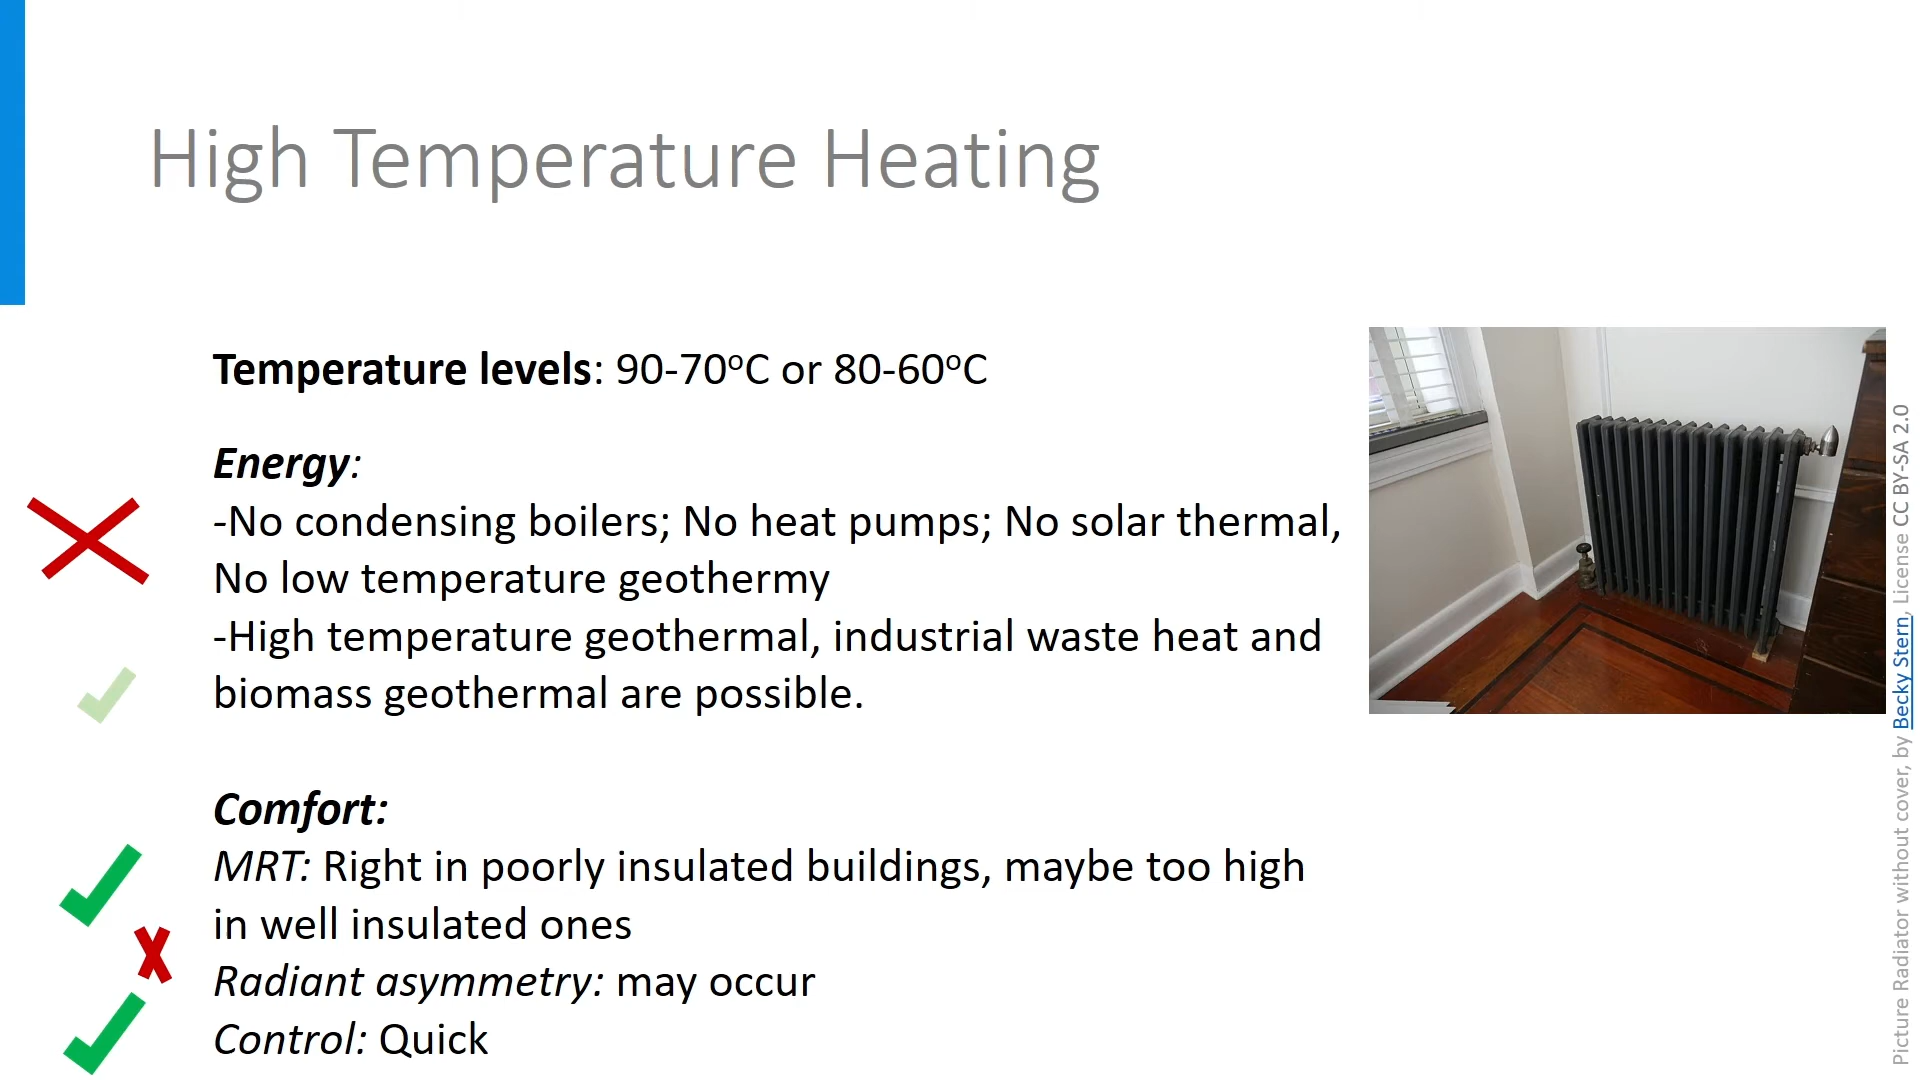 High Temperature Heating
Temperature levels: 90-70ºC or 80-60ºC
Energy:
-No condensing boilers; No heat pumps; No solar thermal,
No low temperature geothermy
-High temperature geothermal, industrial waste heat and
biomass geothermal are possible.
Comfort:
MRT: Right in poorly insulated buildings, maybe too high
in well insulated ones
Radiant asymmetry: may occur
Control: Quick
Picture Radiator without cover, by Becky Stern, License CC BY-SA 2.0